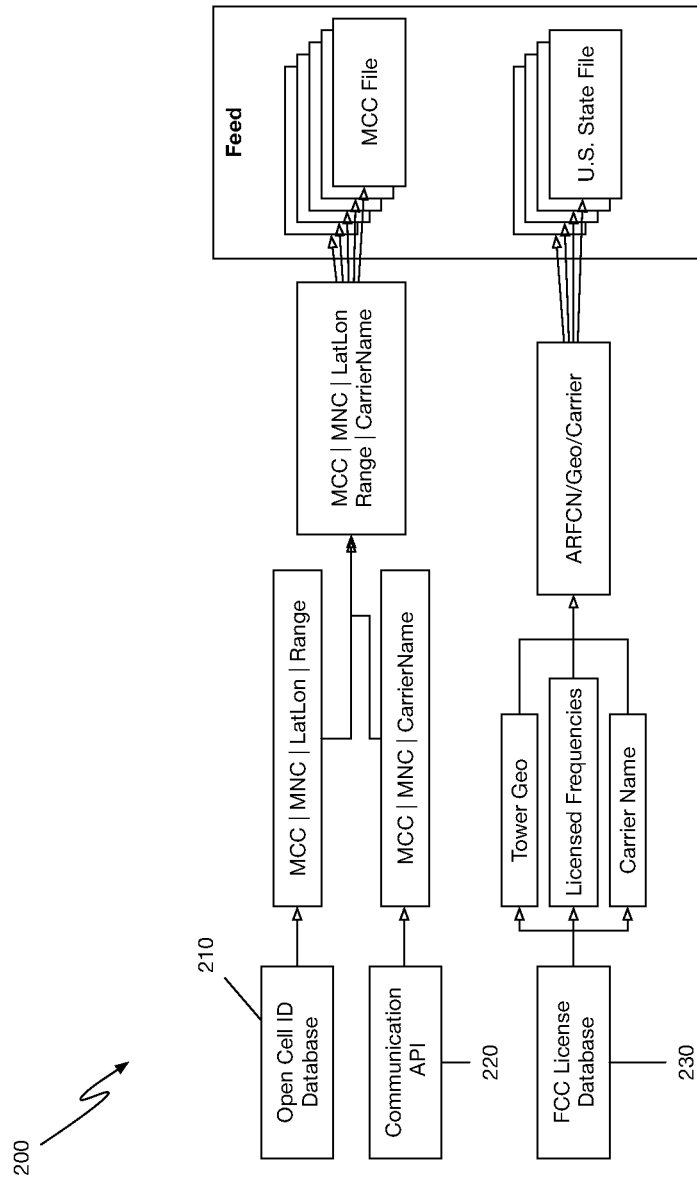 200
210
Open Cell ID
Database
MCC | MNC | LatLon | Range
Communication
API
220
MCC | MNC | CarrierName
MCC | MNC | LatLon
Range | CarrierName
Feed
MCC File
FCC License
Database
230
Tower Geo
Licensed Frequencies
Carrier Name
ARFCN/Geo/Carrier
U.S. State File